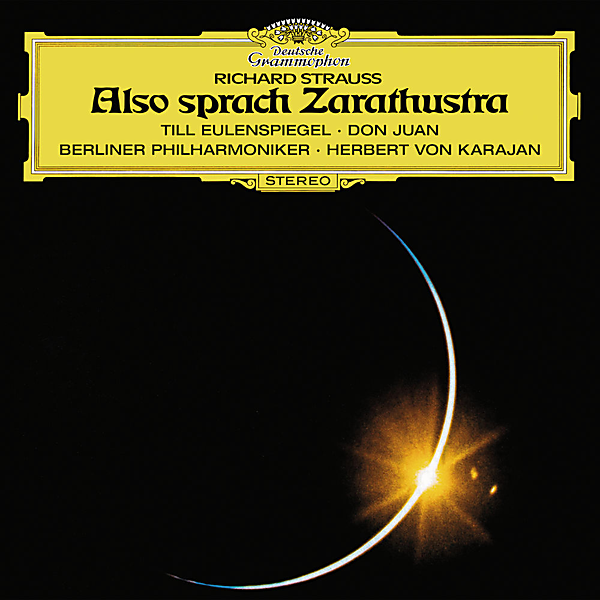 Deutsche
Grammophon
RICHARD STRAUSS
Also sprach Zarathustra
TILL EULENSPIEGEL · DON JUAN
BERLINER PHILHARMONIKER · HERBERT VON KARAJAN
STEREO